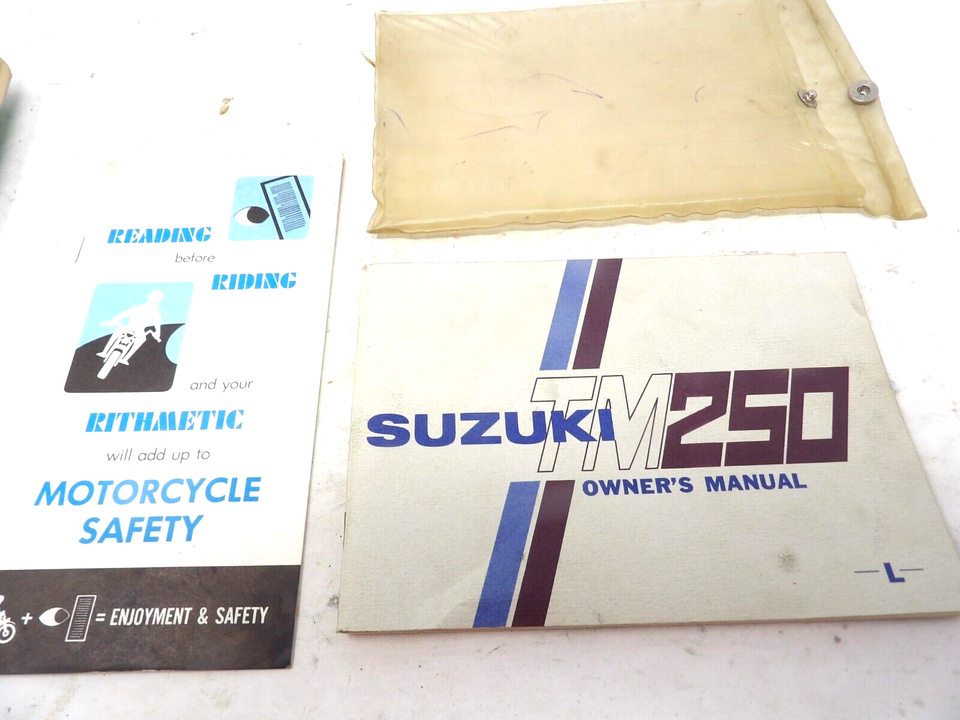 READING
before
RIDING
and your
RITHMETIC
will add up to
MOTORCYCLE
SAFETY
+ = ENJOYMENT & SAFETY
SUZUKI TM250
OWNER'S MANUAL
—L—